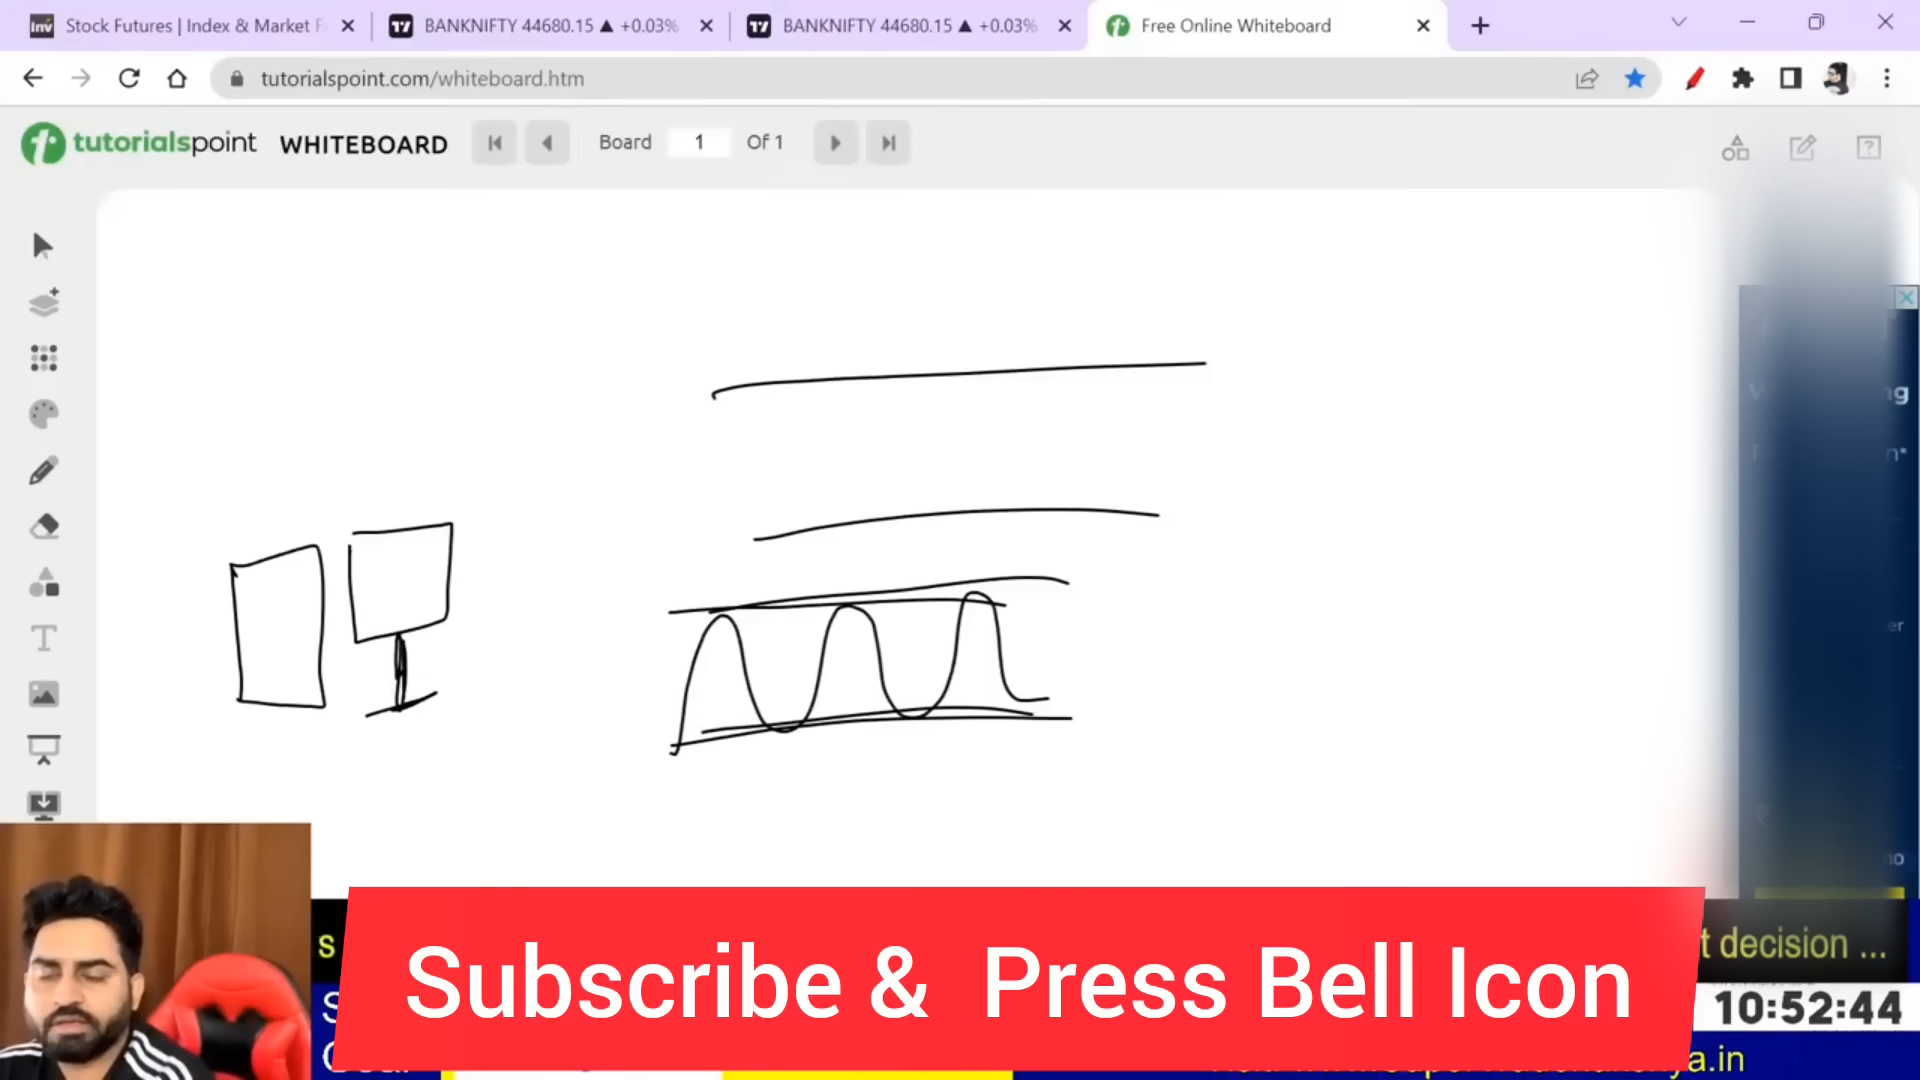 Stock Futures | Index & Market F
BANKNIFTY 44680.15 ▲ +0.03%
BANKNIFTY 44680.15 ▲ +0.03%
Free Online Whiteboard
tutorialspoint.com/whiteboard.htm
tutorialspoint WHITEBOARD
Board 1 Of 1
Subscribe & Press Bell Icon
t decision ...
10:52:44
ya.in